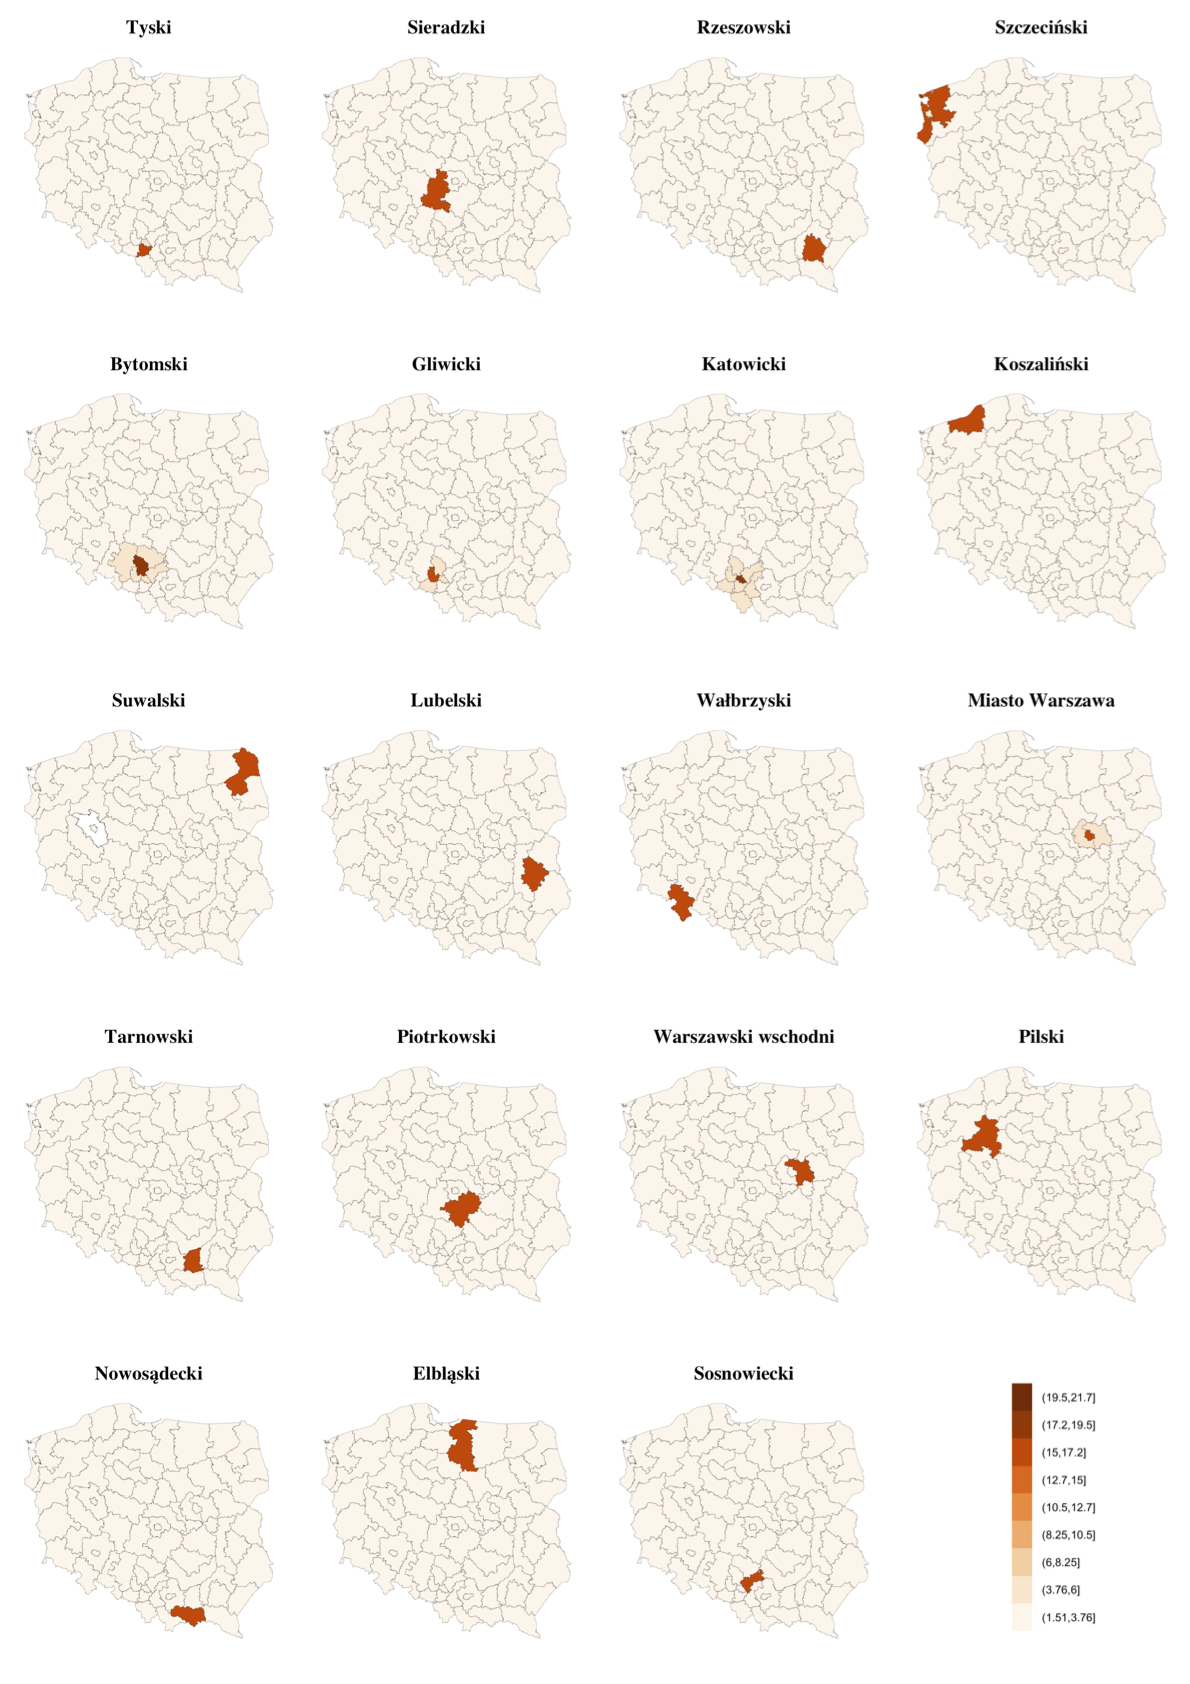 Tyski
Sieradzki
Rzeszowski
Szczeciński
Bytomski
Gliwicki
Katowicki
Koszaliński
Suwalski
Lubelski
Wałbrzyski
Miasto Warszawa
Tarnowski
Piotrkowski
Warszawski wschodni
Pilski
Nowosądecki
Elbląski
Sosnowiecki
(19.5,21.7]
(17.2,19.5]
(15,17.2]
(12.7,15]
(10.5,12.7]
(8.25,10.5]
(6,8.25]
(3.76,6]
(1.51,3.76]